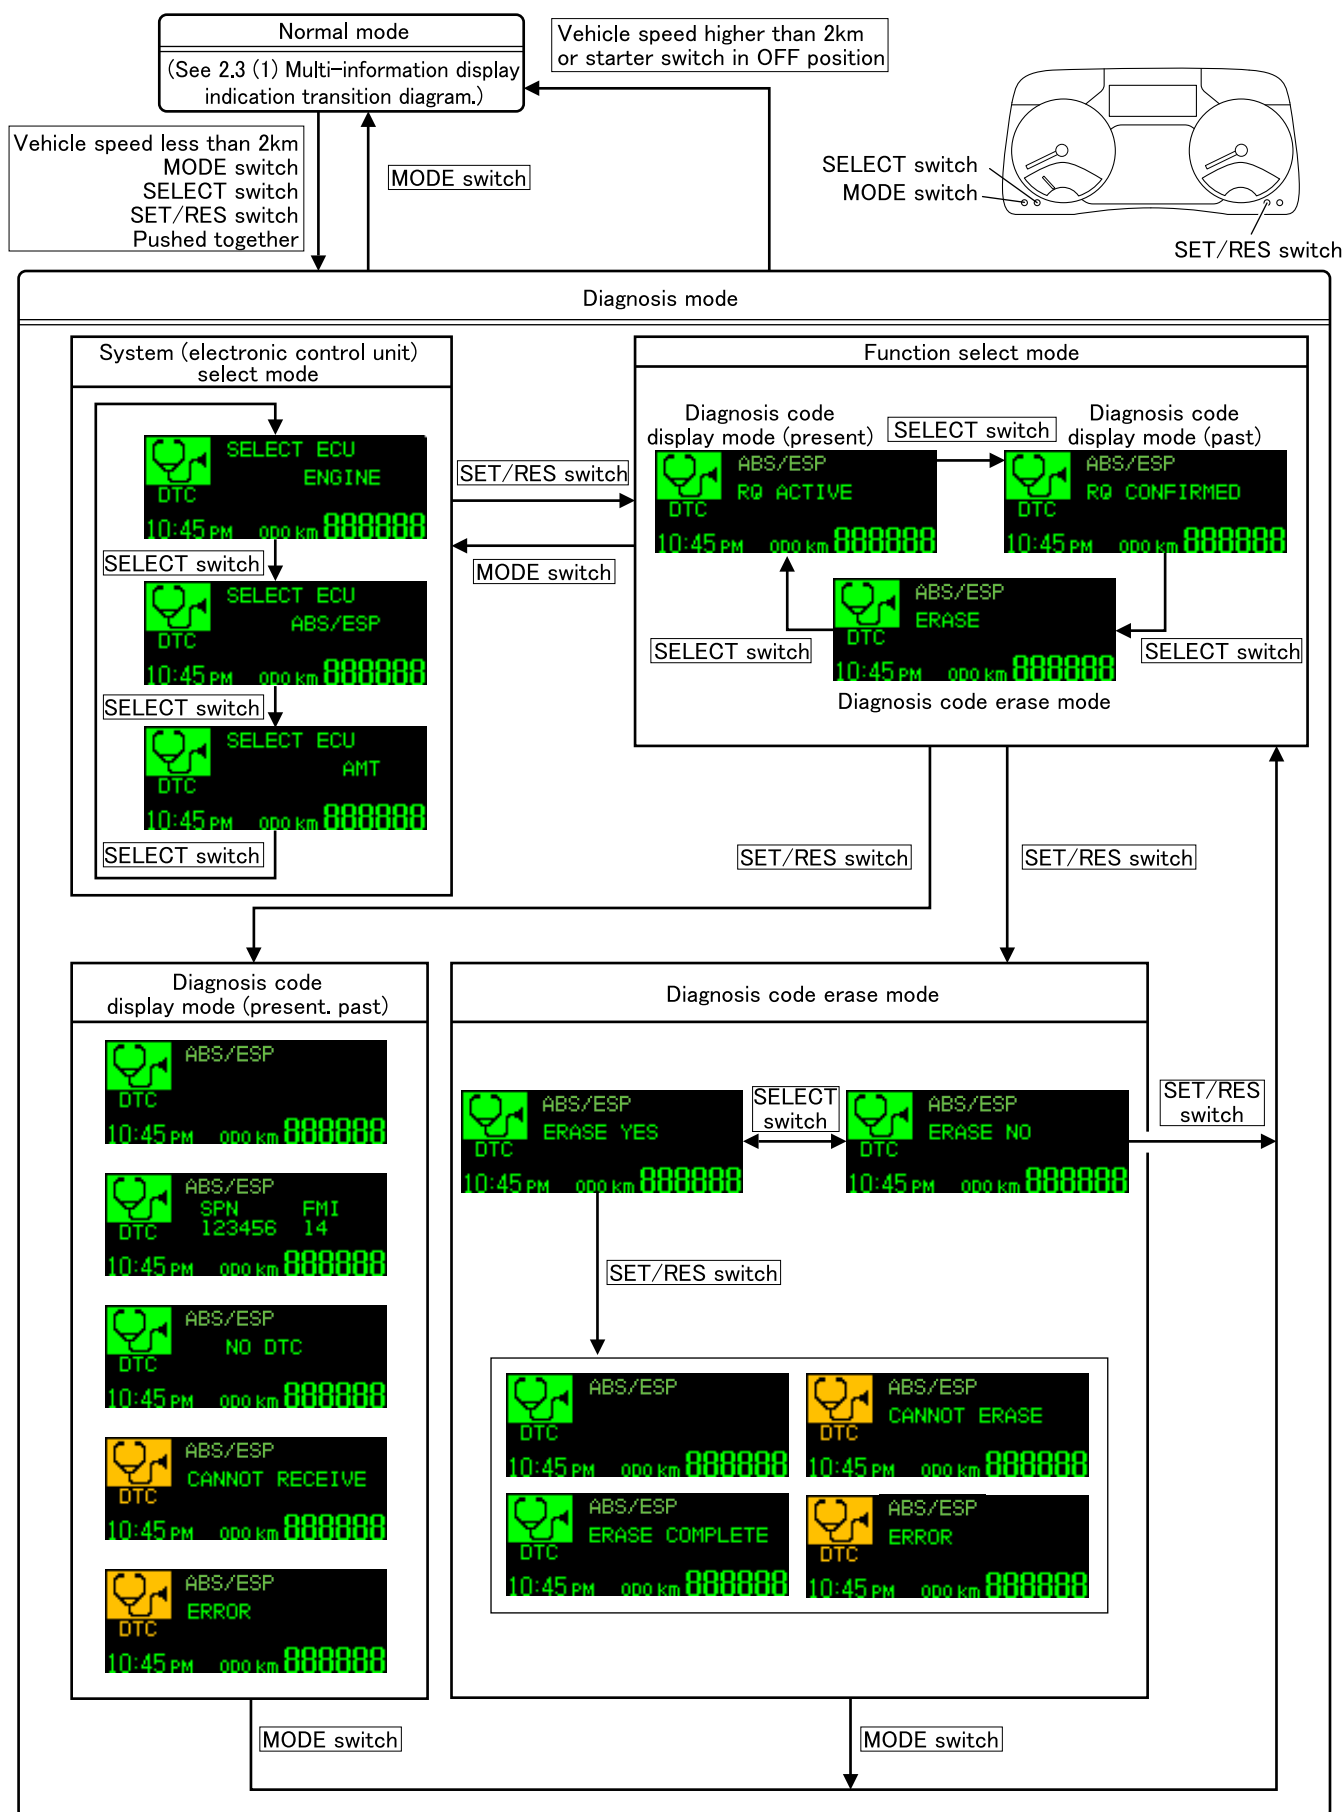 Normal mode
(See 2.3 (1) Multi-information display
indication transition diagram.)
Vehicle speed higher than 2km
or starter switch in OFF position
Vehicle speed less than 2km
MODE switch
SELECT switch
SET/RES switch
Pushed together
MODE switch
SELECT switch
MODE switch
SET/RES switch
Diagnosis mode
System (electronic control unit)
select mode
SELECT ECU
ENGINE
DTC
10:45 PM ODO km 888888
SELECT switch
SELECT ECU
ABS/ESP
DTC
10:45 PM ODO km 888888
SELECT switch
SELECT ECU
AMT
DTC
10:45 PM ODO km 888888
SELECT switch
SET/RES switch
MODE switch
Function select mode
Diagnosis code
display mode (present)
SELECT switch
Diagnosis code
display mode (past)
ABS/ESP
RQ ACTIVE
DTC
10:45 PM ODO km 888888
ABS/ESP
RQ CONFIRMED
DTC
10:45 PM ODO km 888888
ABS/ESP
ERASE
DTC
10:45 PM ODO km 888888
SELECT switch
SELECT switch
Diagnosis code erase mode
SET/RES switch
SET/RES switch
Diagnosis code
display mode (present. past)
ABS/ESP
DTC
10:45 PM ODO km 888888
ABS/ESP
SPN FMI
123456 14
DTC
10:45 PM ODO km 888888
ABS/ESP
NO DTC
DTC
10:45 PM ODO km 888888
ABS/ESP
CANNOT RECEIVE
DTC
10:45 PM ODO km 888888
ABS/ESP
ERROR
DTC
10:45 PM ODO km 888888
MODE switch
Diagnosis code erase mode
ABS/ESP
ERASE YES
DTC
10:45 PM ODO km 888888
SELECT
switch
ABS/ESP
ERASE NO
DTC
10:45 PM ODO km 888888
SET/RES
switch
SET/RES switch
ABS/ESP
DTC
10:45 PM ODO km 888888
ABS/ESP
CANNOT ERASE
DTC
10:45 PM ODO km 888888
ABS/ESP
ERASE COMPLETE
DTC
10:45 PM ODO km 888888
ABS/ESP
ERROR
DTC
10:45 PM ODO km 888888
MODE switch